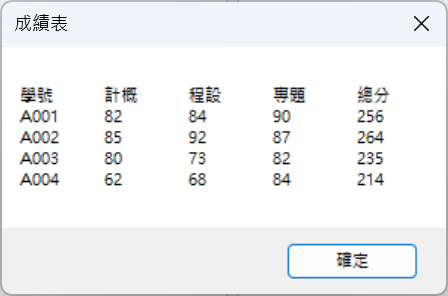 成績表
學號 計概 程設 專題 總分
A001 82 84 90 256
A002 85 92 87 264
A003 80 73 82 235
A004 62 68 84 214
確定